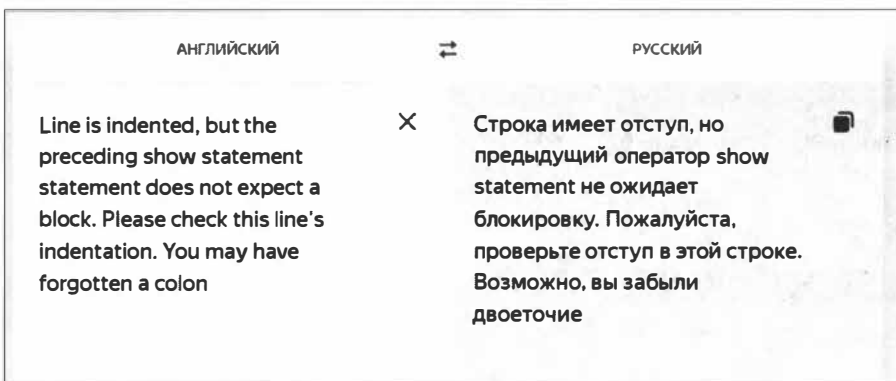 АНГЛИЙСКИЙ
РУССКИЙ
Line is indented, but the
preceding show statement
statement does not expect a
block. Please check this line's
indentation. You may have
forgotten a colon
Строка имеет отступ, но
предыдущий оператор show
statement не ожидает
блокировку. Пожалуйста,
проверьте отступ в этой строке.
Возможно, вы забыли
двоеточие